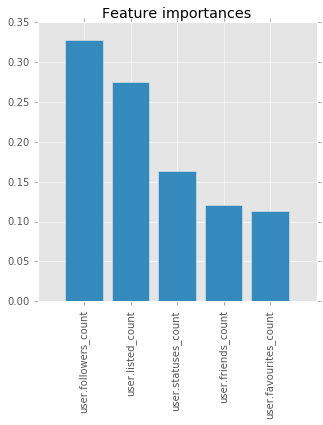 Feature importances
0.35
0.30
0.25
0.20
0.15
0.10
0.05
0.00
user.followers_count
user.listed_count
user.statuses_count
user.friends_count
user.favourites_count